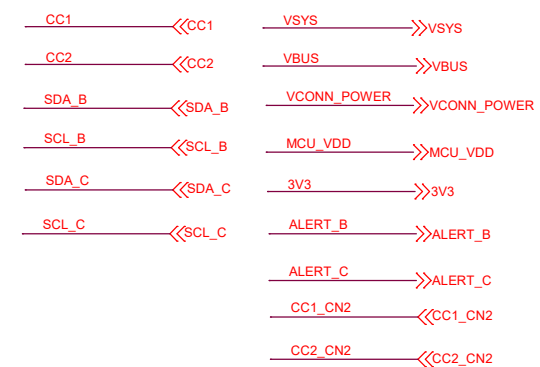 CC1 CC1
CC2 CC2
SDA_B SDA_B
SCL_B SCL_B
SDA_C SDA_C
SCL_C SCL_C
VSYS VSYS
VBUS VBUS
VCONN_POWER VCONN_POWER
MCU_VDD MCU_VDD
3V3 3V3
ALERT_B ALERT_B
ALERT_C ALERT_C
CC1_CN2 CC1_CN2
CC2_CN2 CC2_CN2